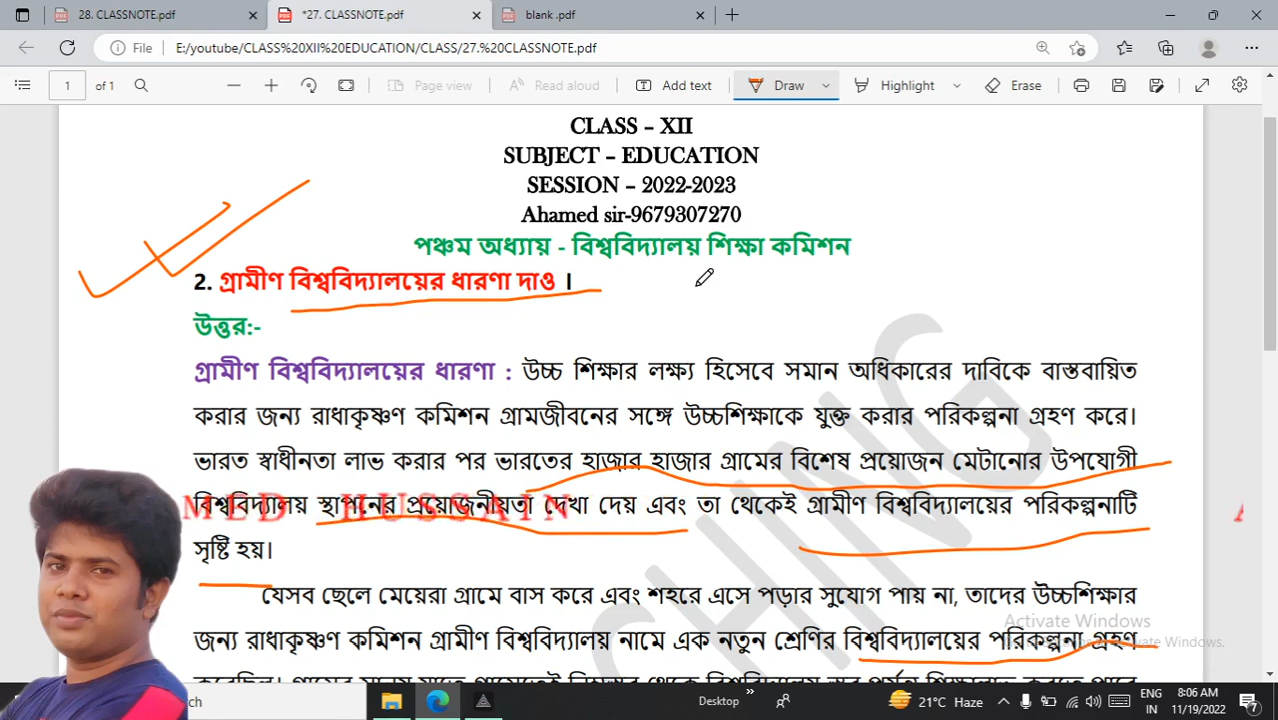 28. CLASSNOTE.pdf
*27. CLASSNOTE.pdf
blank .pdf
File E:/youtube/CLASS%20XII%20EDUCATION/CLASS/27.%20CLASSNOTE.pdf
1 of 1 Page view Read aloud Add text Draw Highlight Erase
CLASS – XII
SUBJECT – EDUCATION
SESSION – 2022-2023
Ahamed sir-9679307270
পঞ্চম অধ্যায় - বিশ্ববিদ্যালয় শিক্ষা কমিশন
2. গ্রামীণ বিশ্ববিদ্যালয়ের ধারণা দাও ।
উত্তর:-
গ্রামীণ বিশ্ববিদ্যালয়ের ধারণা : উচ্চ শিক্ষার লক্ষ্য হিসেবে সমান অধিকারের দাবিকে বাস্তবায়িত
করার জন্য রাধাকৃষ্ণণ কমিশন গ্রামজীবনের সঙ্গে উচ্চশিক্ষাকে যুক্ত করার পরিকল্পনা গ্রহণ করে।
ভারত স্বাধীনতা লাভ করার পর ভারতের হাজার হাজার গ্রামের বিশেষ প্রয়োজন মেটানোর উপযোগী
বিশ্ববিদ্যালয় স্থাপনের প্রয়োজনীয়তা দেখা দেয় এবং তা থেকেই গ্রামীণ বিশ্ববিদ্যালয়ের পরিকল্পনাটি
MED HUSSAIN A
সৃষ্টি হয়।
CHING
যেসব ছেলে মেয়েরা গ্রামে বাস করে এবং শহরে এসে পড়ার সুযোগ পায় না, তাদের উচ্চশিক্ষার
Activate Windows
জন্য রাধাকৃষ্ণণ কমিশন গ্রামীণ বিশ্ববিদ্যালয় নামে এক নতুন শ্রেণির বিশ্ববিদ্যালয়ের পরিকল্পনা গ্রহণ
ch Desktop 21°C Haze ENG IN 8:06 AM 11/19/2022 7